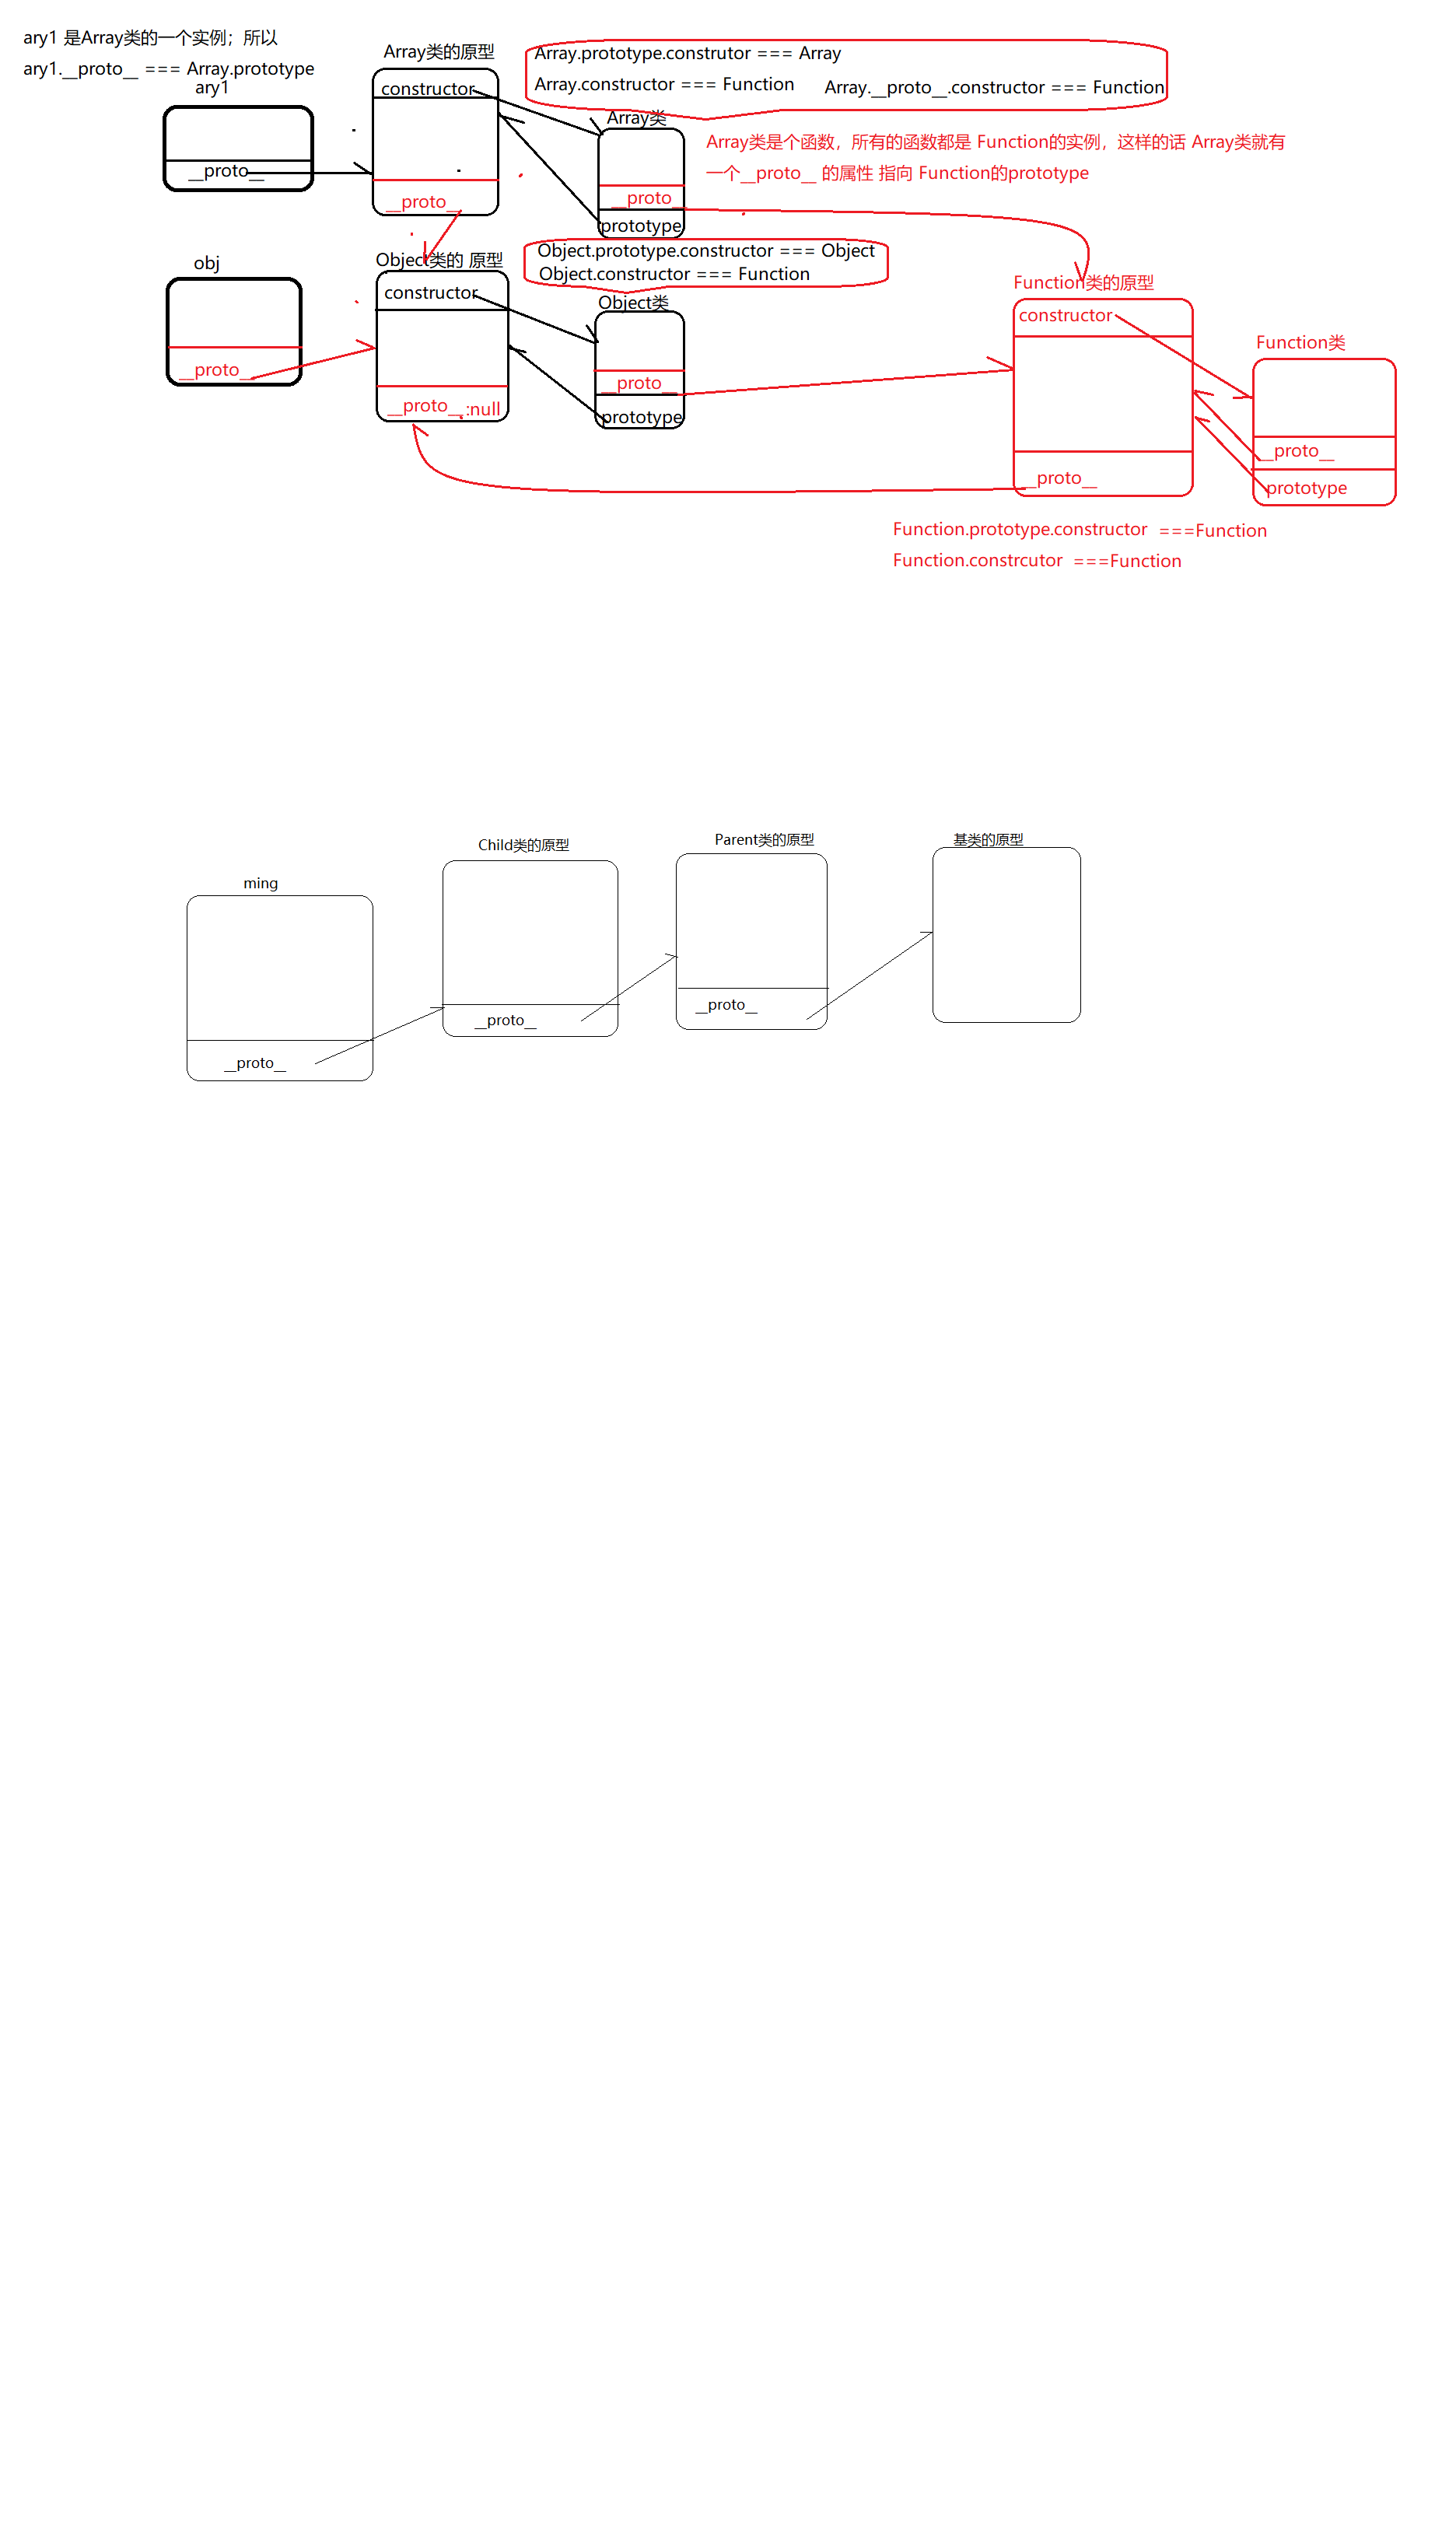 ary1 是Array类的一个实例；所以
ary1.__proto__ === Array.prototype
ary1
__proto__
Array类的原型
constructor
__proto__
Array.prototype.construtor === Array
Array.constructor === Function
Array.__proto__.constructor === Function
Array类
__proto__
prototype
Array类是个函数，所有的函数都是 Function的实例，这样的话 Array类就有
一个__proto__ 的属性 指向 Function的prototype
obj
__proto__
Object类的 原型
constructor
__proto__:null
Object.prototype.constructor === Object
Object.constructor === Function
Object类
__proto__
prototype
Function类的原型
constructor
__proto__
Function类
__proto__
prototype
Function.prototype.constructor ===Function
Function.constrcutor ===Function
ming
__proto__
Child类的原型
__proto__
Parent类的原型
__proto__
基类的原型